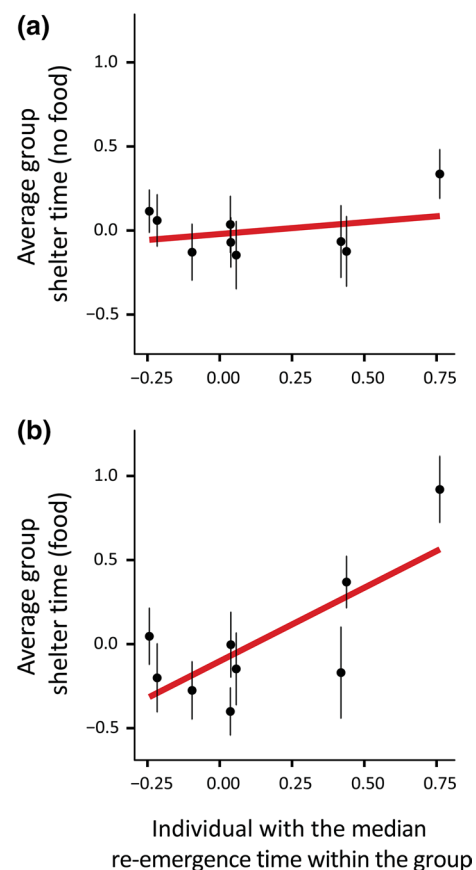 (a)
Average group
shelter time (no food)
1.0
0.5
0.0
−0.5
−0.25 0.00 0.25 0.50 0.75
(b)
Average group
shelter time (food)
1.0
0.5
0.0
−0.5
−0.25 0.00 0.25 0.50 0.75
Individual with the median
re-emergence time within the group